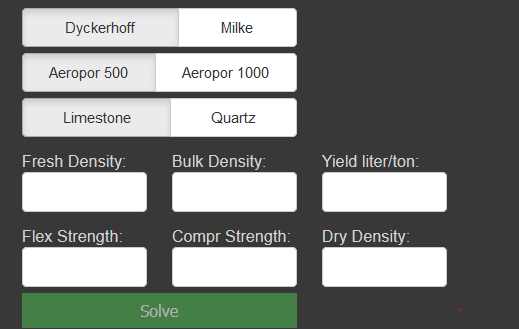 Dyckerhoff Milke
Aeropor 500 Aeropor 1000
Limestone Quartz
Fresh Density: Bulk Density: Yield liter/ton:
Flex Strength: Compr Strength: Dry Density:
Solve